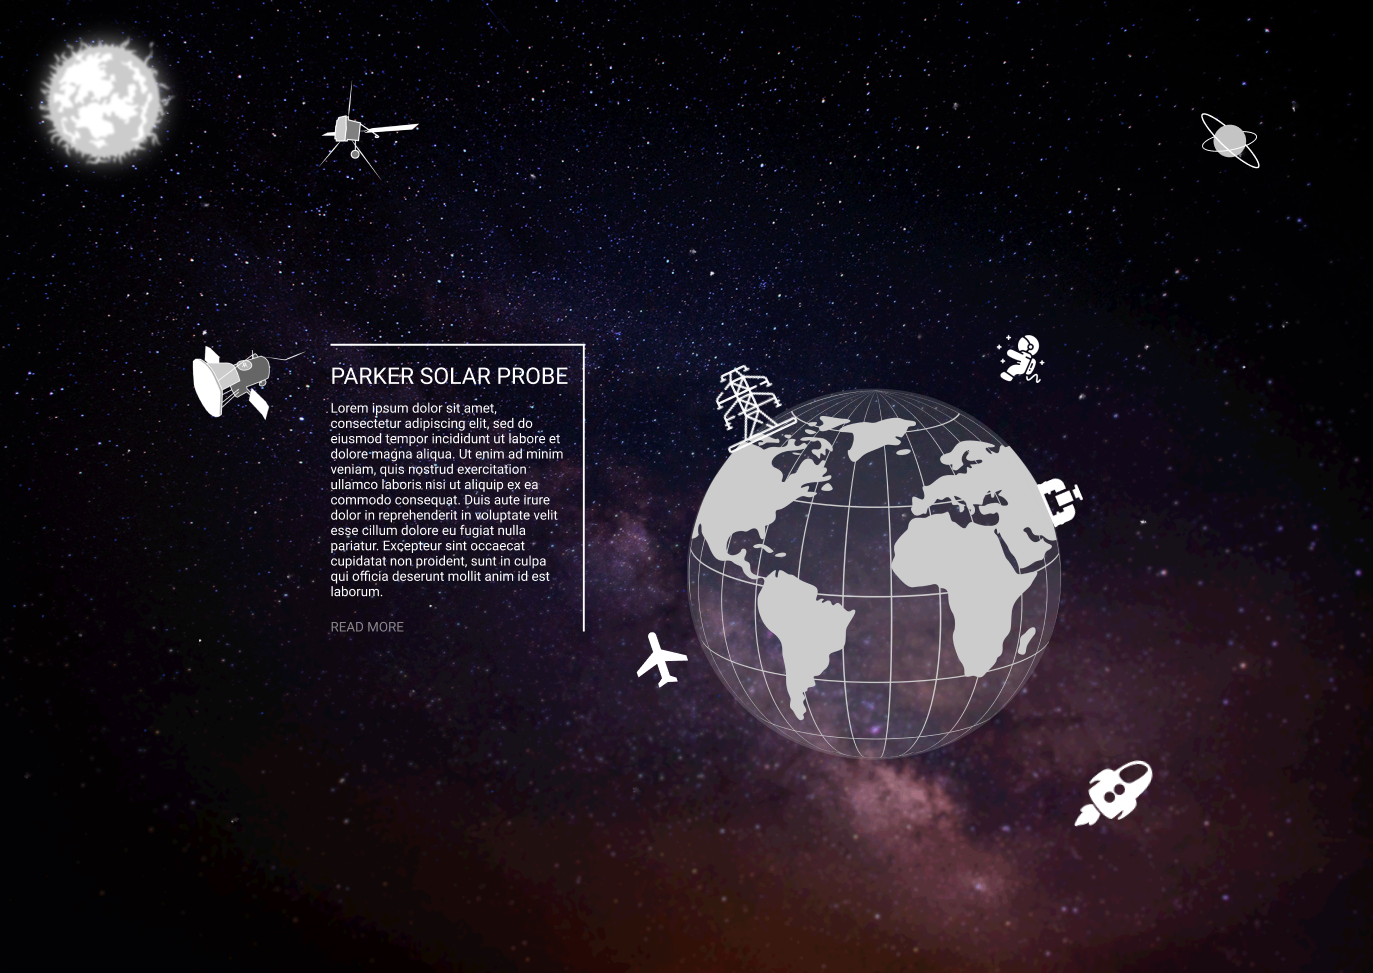 PARKER SOLAR PROBE
Lorem ipsum dolor sit amet,
consectetur adipiscing elit, sed do
eiusmod tempor incididunt ut labore et
dolore magna aliqua. Ut enim ad minim
veniam, quis nostrud exercitation
ullamco laboris nisi ut aliquip ex ea
commodo consequat. Duis aute irure
dolor in reprehenderit in voluptate velit
esse cillum dolore eu fugiat nulla
pariatur. Excepteur sint occaecat
cupidatat non proident, sunt in culpa
qui officia deserunt mollit anim id est
laborum.
READ MORE